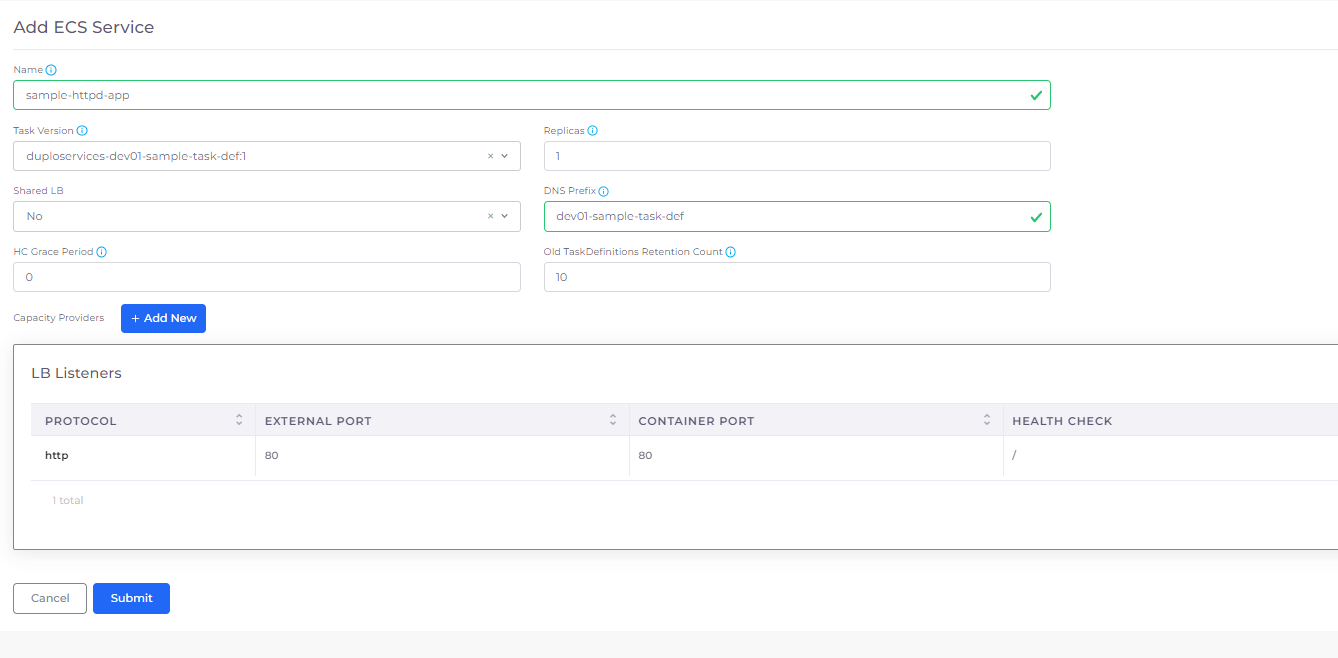 Add ECS Service
Name
sample-httpd-app
Task Version
Replicas
duploservices-dev01-sample-task-def:1
1
Shared LB
DNS Prefix
No
dev01-sample-task-def
HC Grace Period
Old TaskDefinitions Retention Count
0
10
Capacity Providers
+ Add New
LB Listeners
PROTOCOL EXTERNAL PORT CONTAINER PORT HEALTH CHECK
http 80 80 /
1 total
Cancel Submit